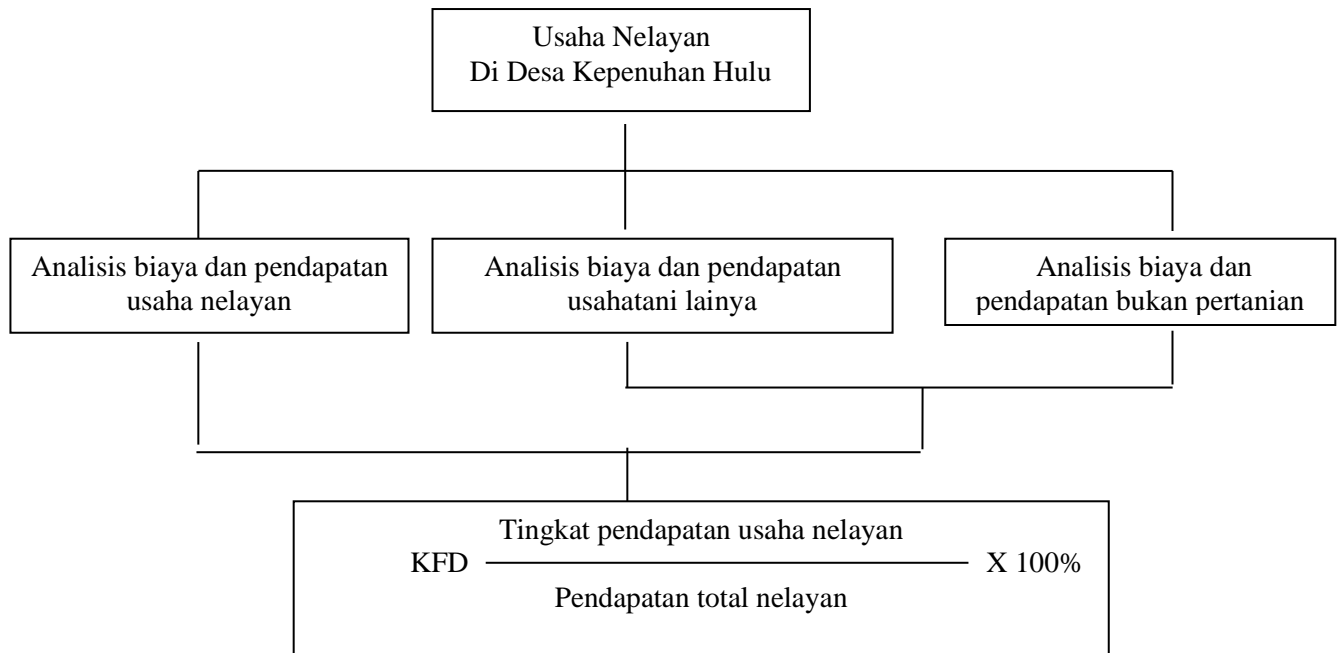 Usaha Nelayan
Di Desa Kepenuhan Hulu
Analisis biaya dan pendapatan
usaha nelayan
Analisis biaya dan pendapatan
usahatani lainya
Analisis biaya dan
pendapatan bukan pertanian
Tingkat pendapatan usaha nelayan
KFD X 100%
Pendapatan total nelayan